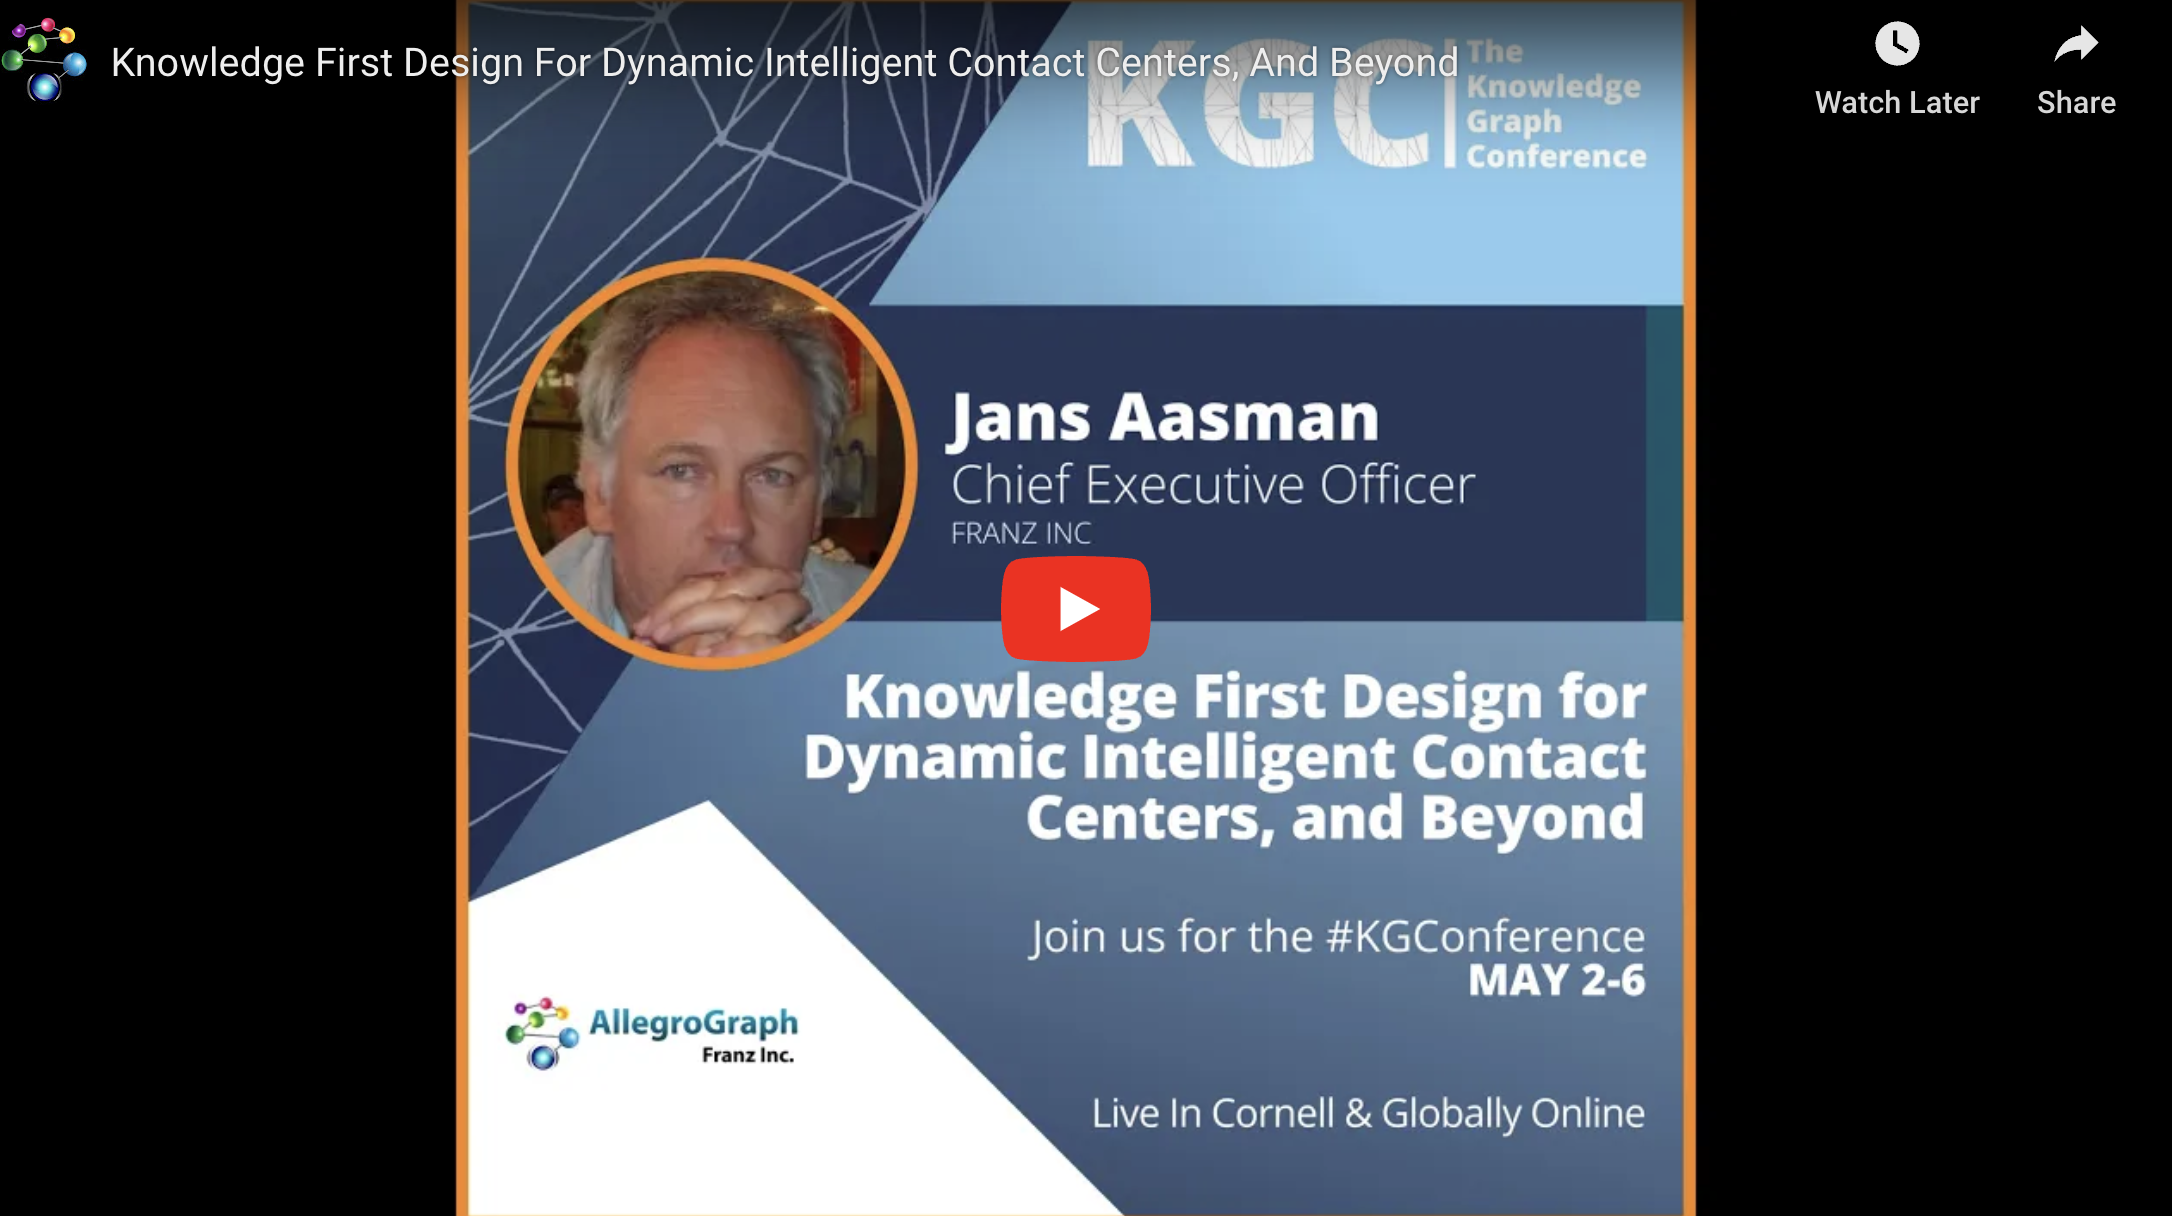 Knowledge First Design For Dynamic Intelligent Contact Centers, And Beyond
Watch Later
Share
KGC
The
Knowledge
Graph
Conference
Jans Aasman
Chief Executive Officer
FRANZ INC
Knowledge First Design for
Dynamic Intelligent Contact
Centers, and Beyond
Join us for the #KGConference
MAY 2-6
AllegroGraph
Franz Inc.
Live In Cornell & Globally Online